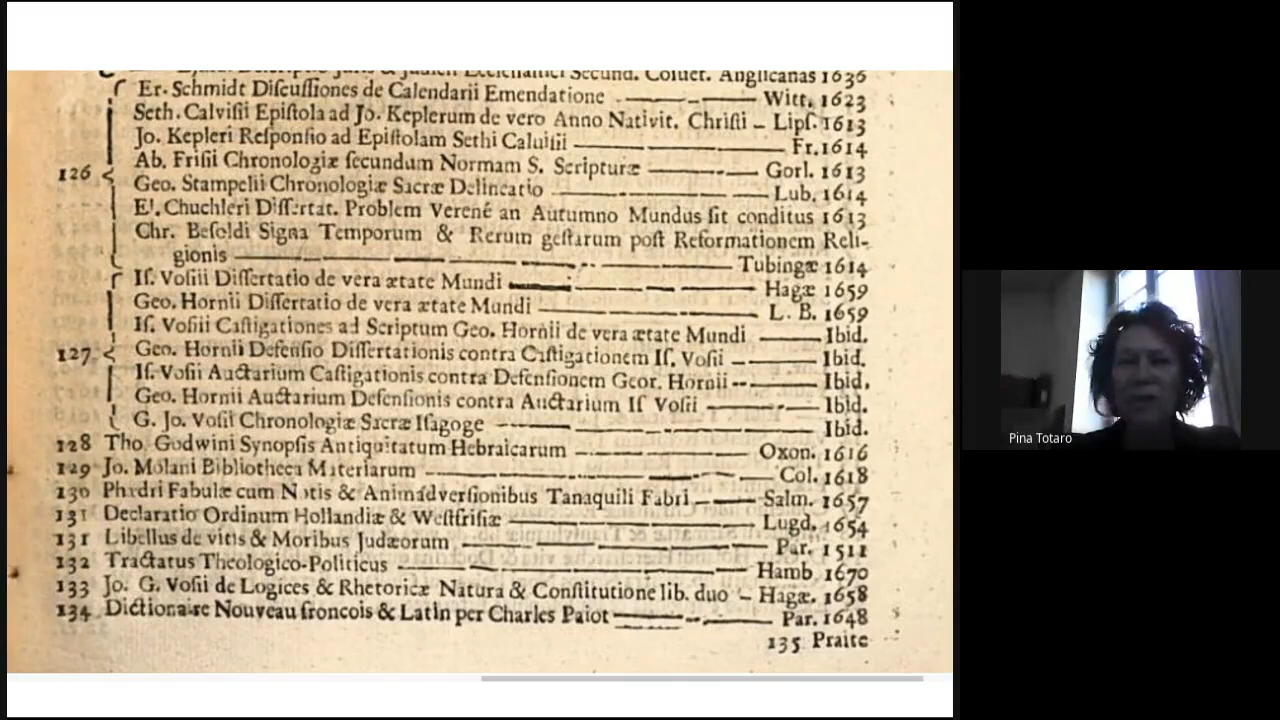 Secund. Coſuet. Anglicanas 1636
Er. Schmidt Diſcuſſiones de Calendarii Emendatione — Witt. 1623
Seth. Calviſii Epiſtola ad Jo. Keplerum de vero Anno Nativit. Chriſti – Lipſ. 1613
Jo. Kepleri Reſponſio ad Epiſtolam Sethi Caluiſii — Fr. 1614
126 Ab. Friſii Chronologiæ ſecundum Normam S. Scripturæ — Gorl. 1613
Geo. Stampelii Chronologiæ Sacræ Delineatio — Lub. 1614
El. Chuchleri Diſſertat. Problem Verené an Autumno Mundus ſit conditus 1613
Chr. Beſoldi Signa Temporum & Rerum geſtarum poſt Reformationem Reli-
gionis — Tubingæ 1614
Iſ. Voſſii Diſſertatio de vera ætate Mundi — Hagæ 1659
Geo. Hornii Diſſertatio de vera ætate Mundi — L. B. 1659
Iſ. Voſſii Caſtigationes ad Scriptum Geo. Hornii de vera ætate Mundi — Ibid.
127 Geo. Hornii Defenſio Diſſertationis contra Caſtigationem Iſ. Voſii — Ibid.
Iſ. Voſii Auctarium Caſtigationis contra Defenſionem Geor. Hornii -- — Ibid.
Geo. Hornii Auctarium Defenſionis contra Auctarium Iſ Voſii — Ibid.
G. Jo. Voſſii Chronologiæ Sacræ Iſagoge — Ibid.
128 Tho. Godwini Synopſis Antiquitatum Hebraicarum — Oxon. 1616
129 Jo. Molani Bibliotheca Materiarum — Col. 1618
130 Phædri Fabulæ cum Notis & Animadverſionibus Tanaquili Fabri — Salm. 1657
131 Declaratio Ordinum Hollandiæ & Weſtfriſiæ — Lugd. 1654
131 Libellus de vitis & Moribus Judæorum — Par. 1511
132 Tractatus Theologico-Politicus — Hamb. 1670
133 Jo. G. Voſii de Logices & Rhetoricæ Natura & Conſtitutione lib. duo – Hagæ. 1658
134 Dictionaire Nouveau froncois & Latin per Charles Paiot — Par. 1648
135 Praite
Pina Totaro